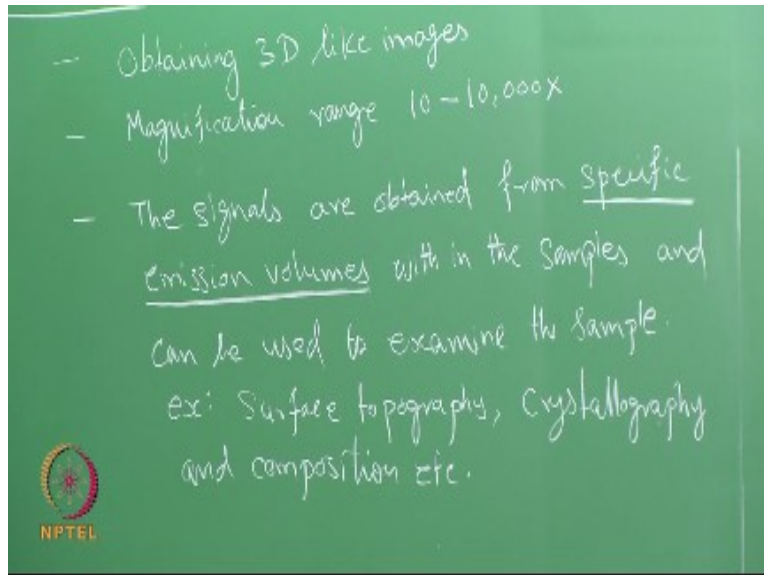 - Obtaining 3D like images
- Magnification range 10 - 10,000X
- The signals are obtained from specific
emission volumes with in the samples and
can be used to examine the sample.
ex: Surface topography, Crystallography
and composition etc.
NPTEL